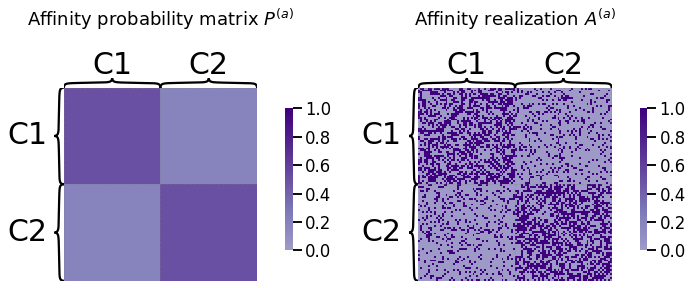 Affinity probability matrix P^(a)
C1 C2
C1
C2
1.0
0.8
0.6
0.4
0.2
0.0
Affinity realization A^(a)
C1 C2
C1
C2
1.0
0.8
0.6
0.4
0.2
0.0